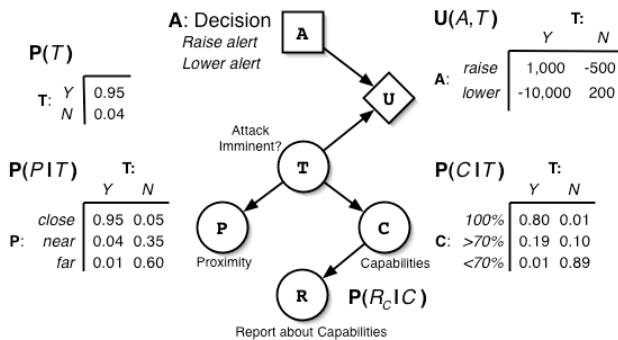 A: Decision
Raise alert
Lower alert
A
U(A,T)
T:
Y N
A: raise 1,000 -500
lower -10,000 200
P(T)
T: Y 0.95
N 0.04
U
Attack
Imminent?
T
P(P|T) T:
Y N
close 0.95 0.05
P: near 0.04 0.35
far 0.01 0.60
P
Proximity
C
Capabilities
P(C|T) T:
Y N
100% 0.80 0.01
C: >70% 0.19 0.10
<70% 0.01 0.89
R
P(R_C|C)
Report about Capabilities